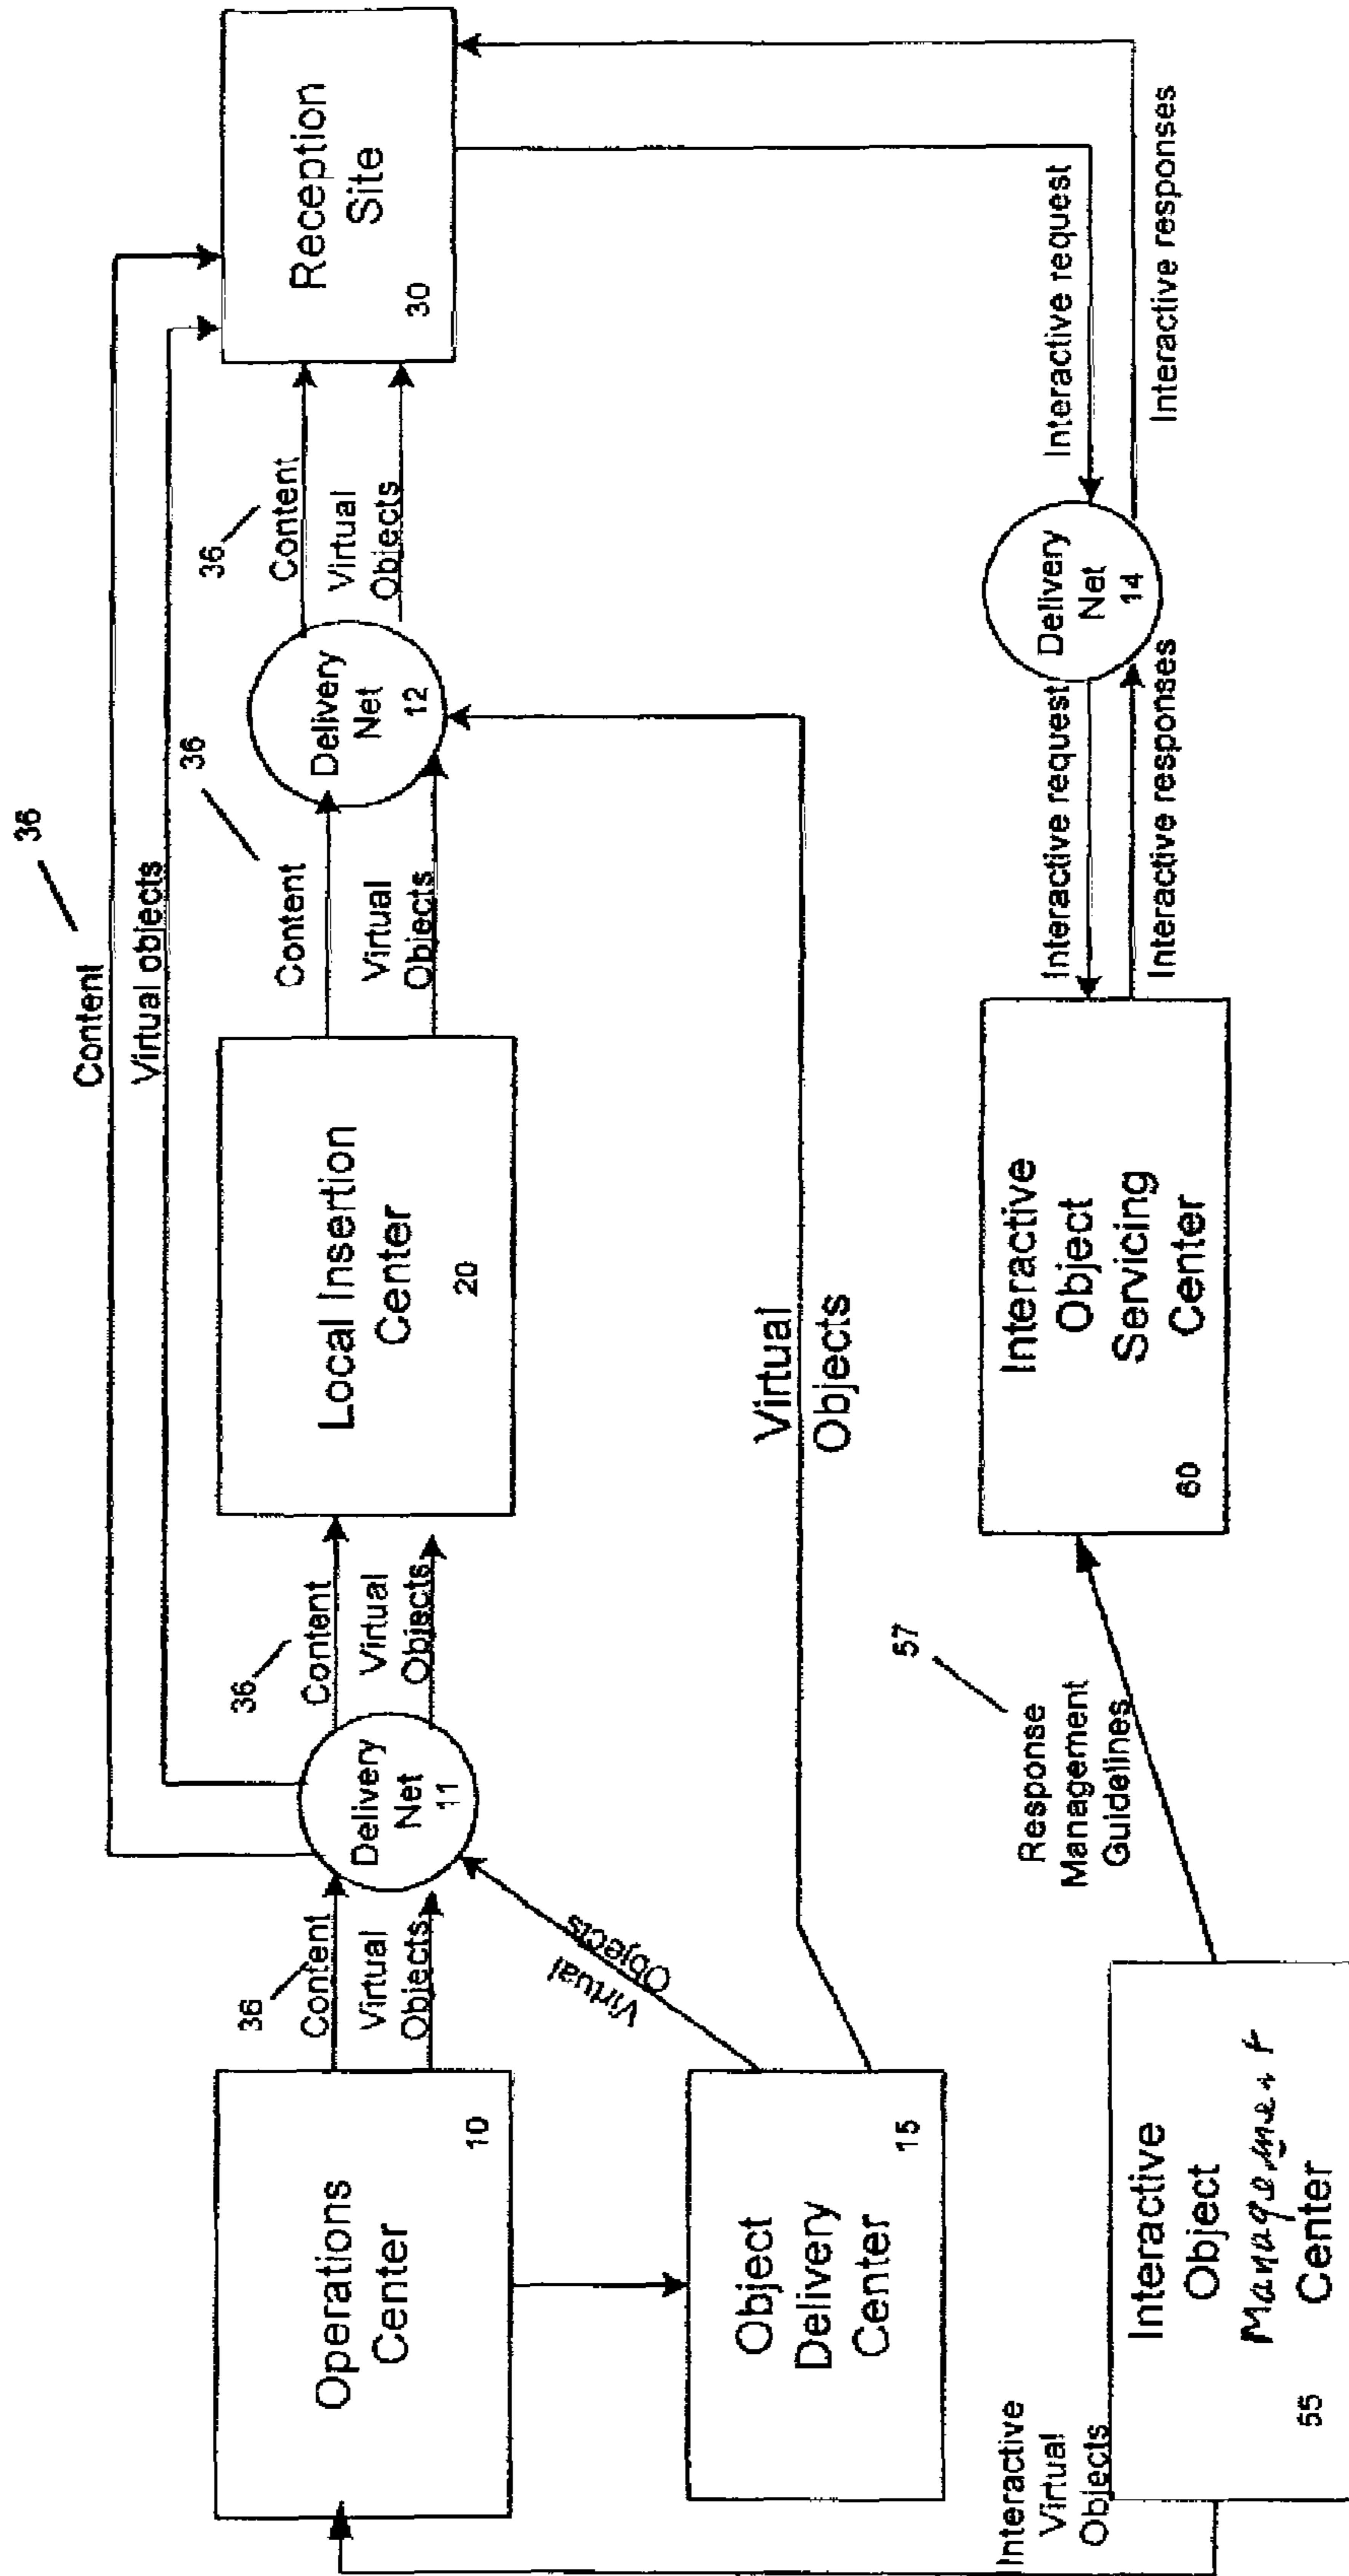 36
Content
Virtual objects
Operations
Center
10
36
Content
Virtual
Objects
Delivery
Net
11
36
Content
Virtual
Objects
Local Insertion
Center
20
36
Content
Virtual
Objects
Delivery
Net
12
36
Content
Virtual
Objects
Reception
Site
30
Virtual
Objects
Object
Delivery
Center
15
Virtual
Objects
Interactive
Virtual
Objects
Interactive
Object
Management
Center
55
57
Response
Management
Guidelines
Interactive
Object
Servicing
Center
60
Interactive request
Interactive responses
Delivery
Net
14
Interactive request
Interactive responses